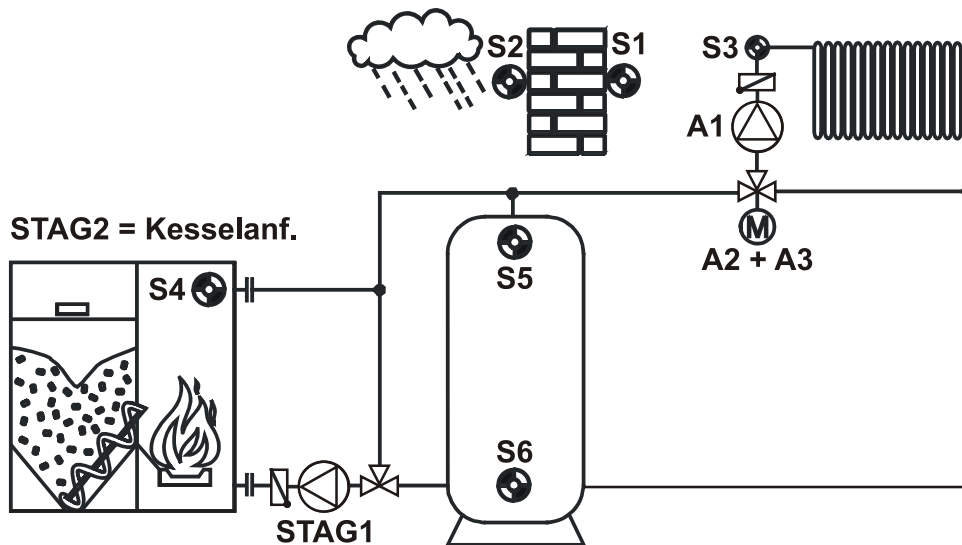 S2
S1
S3
A1
STAG2 = Kesselanf.
M
A2 + A3
S4
S5
S6
STAG1